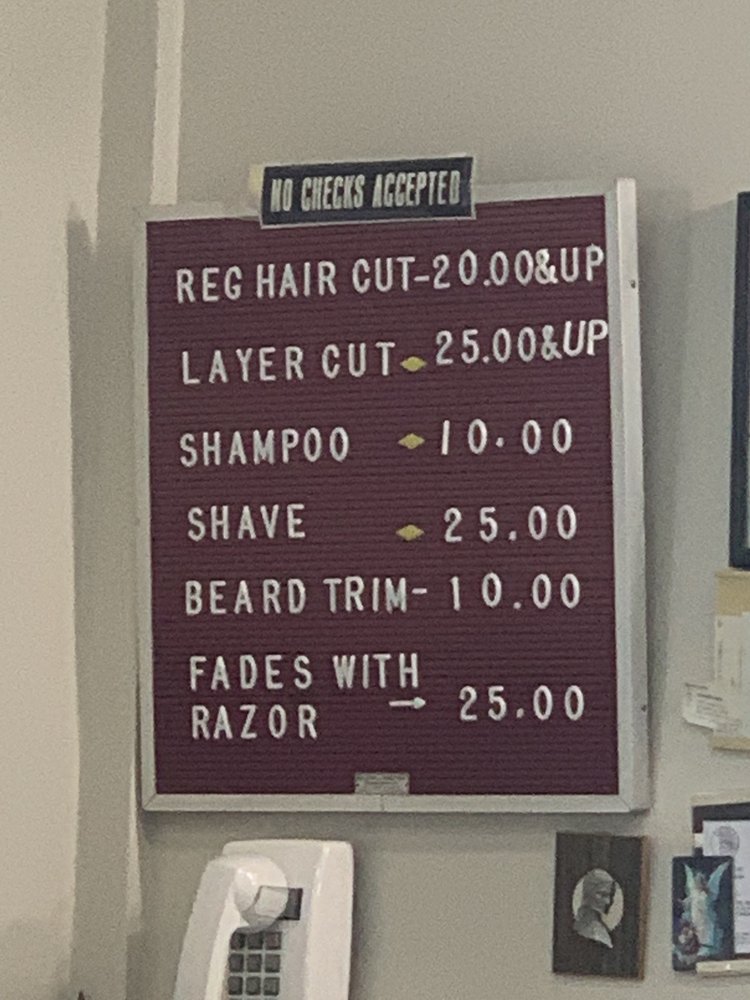 NO CHECKS ACCEPTED
REG HAIR CUT-20.00&UP
LAYER CUT 25.00&UP
SHAMPOO 10.00
SHAVE 25.00
BEARD TRIM- 10.00
FADES WITH
RAZOR → 25.00